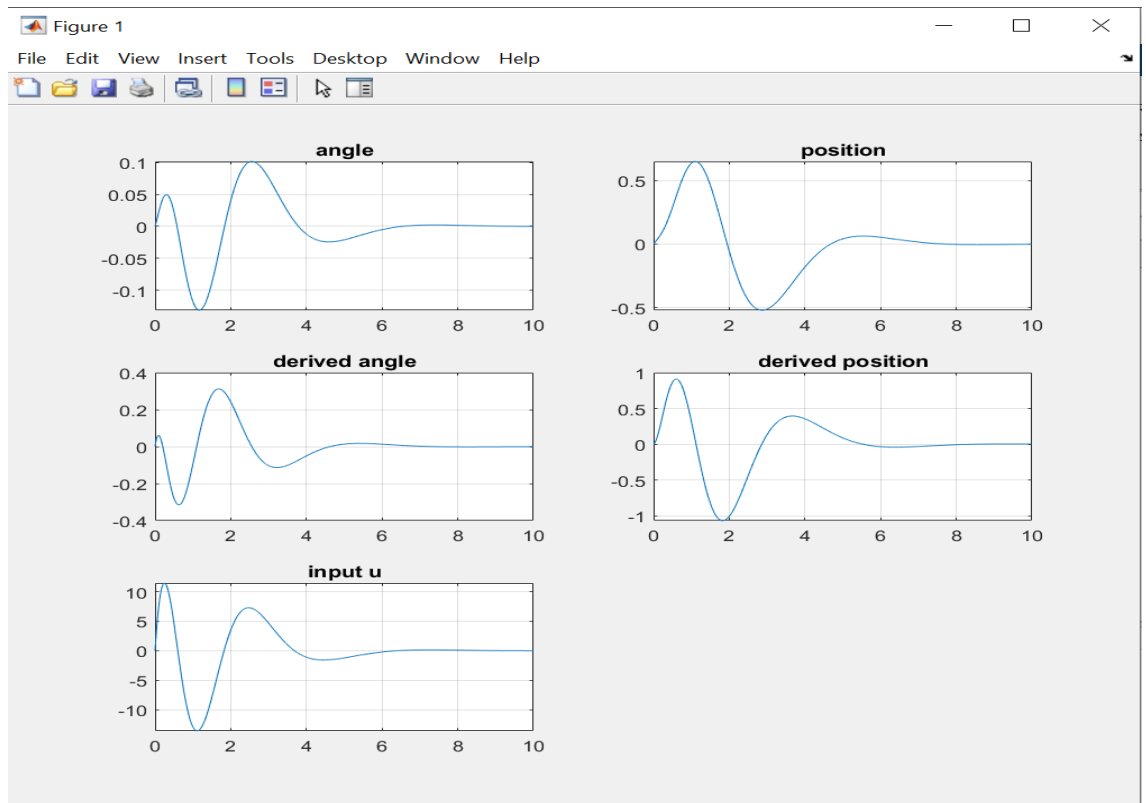 Figure 1
File Edit View Insert Tools Desktop Window Help
angle
0.1
0.05
0
-0.05
-0.1
0 2 4 6 8 10
position
0.5
0
-0.5
0 2 4 6 8 10
derived angle
0.4
0.2
0
-0.2
-0.4
0 2 4 6 8 10
derived position
1
0.5
0
-0.5
-1
0 2 4 6 8 10
input u
10
5
0
-5
-10
0 2 4 6 8 10